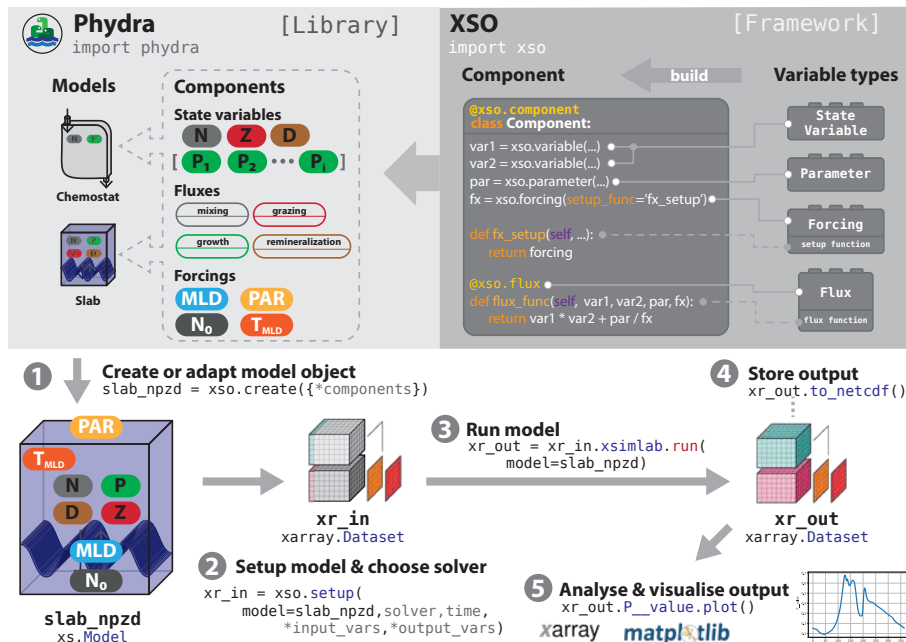 Phydra
[Library]
import phydra
XSO
[Framework]
import xso
Models
Components
State variables
N Z D
[ P1 P2 ••• Pi ]
Chemostat
Slab
Fluxes
mixing
grazing
growth
remineralization
Forcings
MLD
PAR
N0
TMLD
Component
build
Variable types
@xso.component
class Component:
var1 = xso.variable(...)
var2 = xso.variable(...)
par = xso.parameter(...)
fx = xso.forcing(setup_func='fx_setup')
def fx_setup(self, ...):
return forcing
@xso.flux
def flux_func(self, var1, var2, par, fx):
return var1 * var2 + par / fx
State
Variable
Parameter
Forcing
setup function
Flux
flux function
1 Create or adapt model object
slab_npzd = xso.create({*components})
PAR
TMLD
N P
D Z
MLD
N0
slab_npzd
xs.Model
xr_in
xarray.Dataset
2 Setup model & choose solver
xr_in = xso.setup(
model=slab_npzd,solver,time,
*input_vars,*output_vars)
3 Run model
xr_out = xr_in.xsimlab.run(
model=slab_npzd)
4 Store output
xr_out.to_netcdf()
xr_out
xarray.Dataset
5 Analyse & visualise output
xr_out.P__value.plot()
xarray
matplotlib